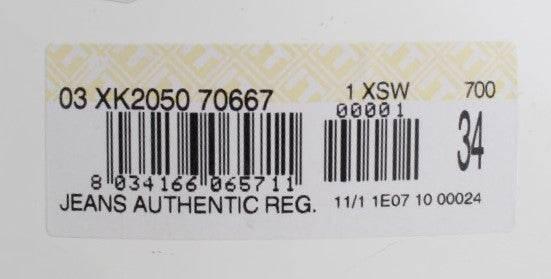 03 XK2050 70667 1 XSW 700
00001
34
8 034166 065711
JEANS AUTHENTIC REG. 11/1 1E07 10 00024